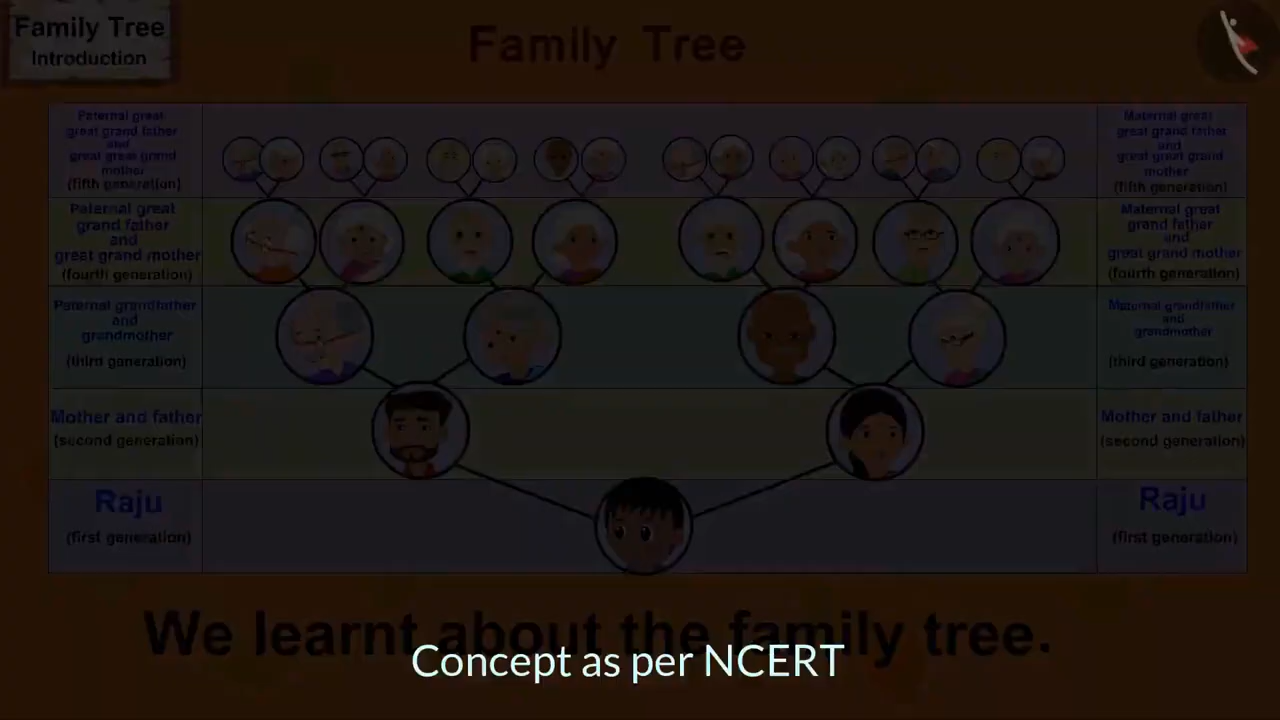 Family Tree
Introduction
Family Tree
Paternal great
great grand father
and
great great grand
mother
(fifth generation)
Maternal great
great grand father
and
great great grand
mother
(fifth generation)
Paternal great
grand father
and
great grand mother
(fourth generation)
Maternal great
grand father
and
great grand mother
(fourth generation)
Paternal grandfather
and
grandmother
(third generation)
Maternal grandfather
and
grandmother
(third generation)
Mother and father
(second generation)
Mother and father
(second generation)
Raju
(first generation)
Raju
(first generation)
We learnt about the family tree.
Concept as per NCERT